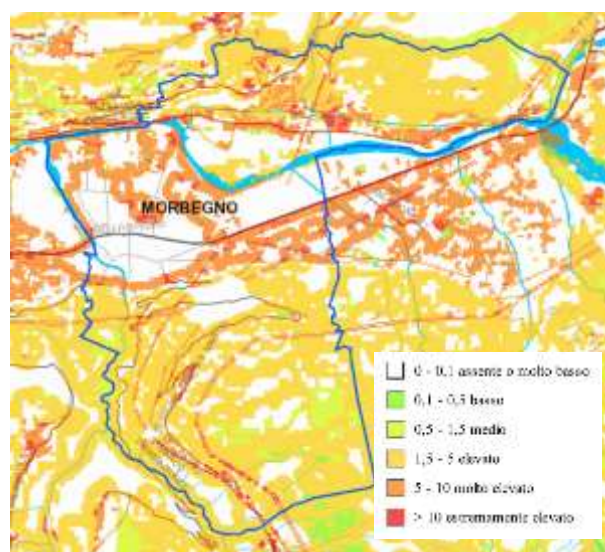 MORBEGNO
0 - 0,1 assente o molto basso
0,1 - 0,5 basso
0,5 - 1,5 medio
1,5 - 5 elevato
5 - 10 molto elevato
> 10 estremamente elevato